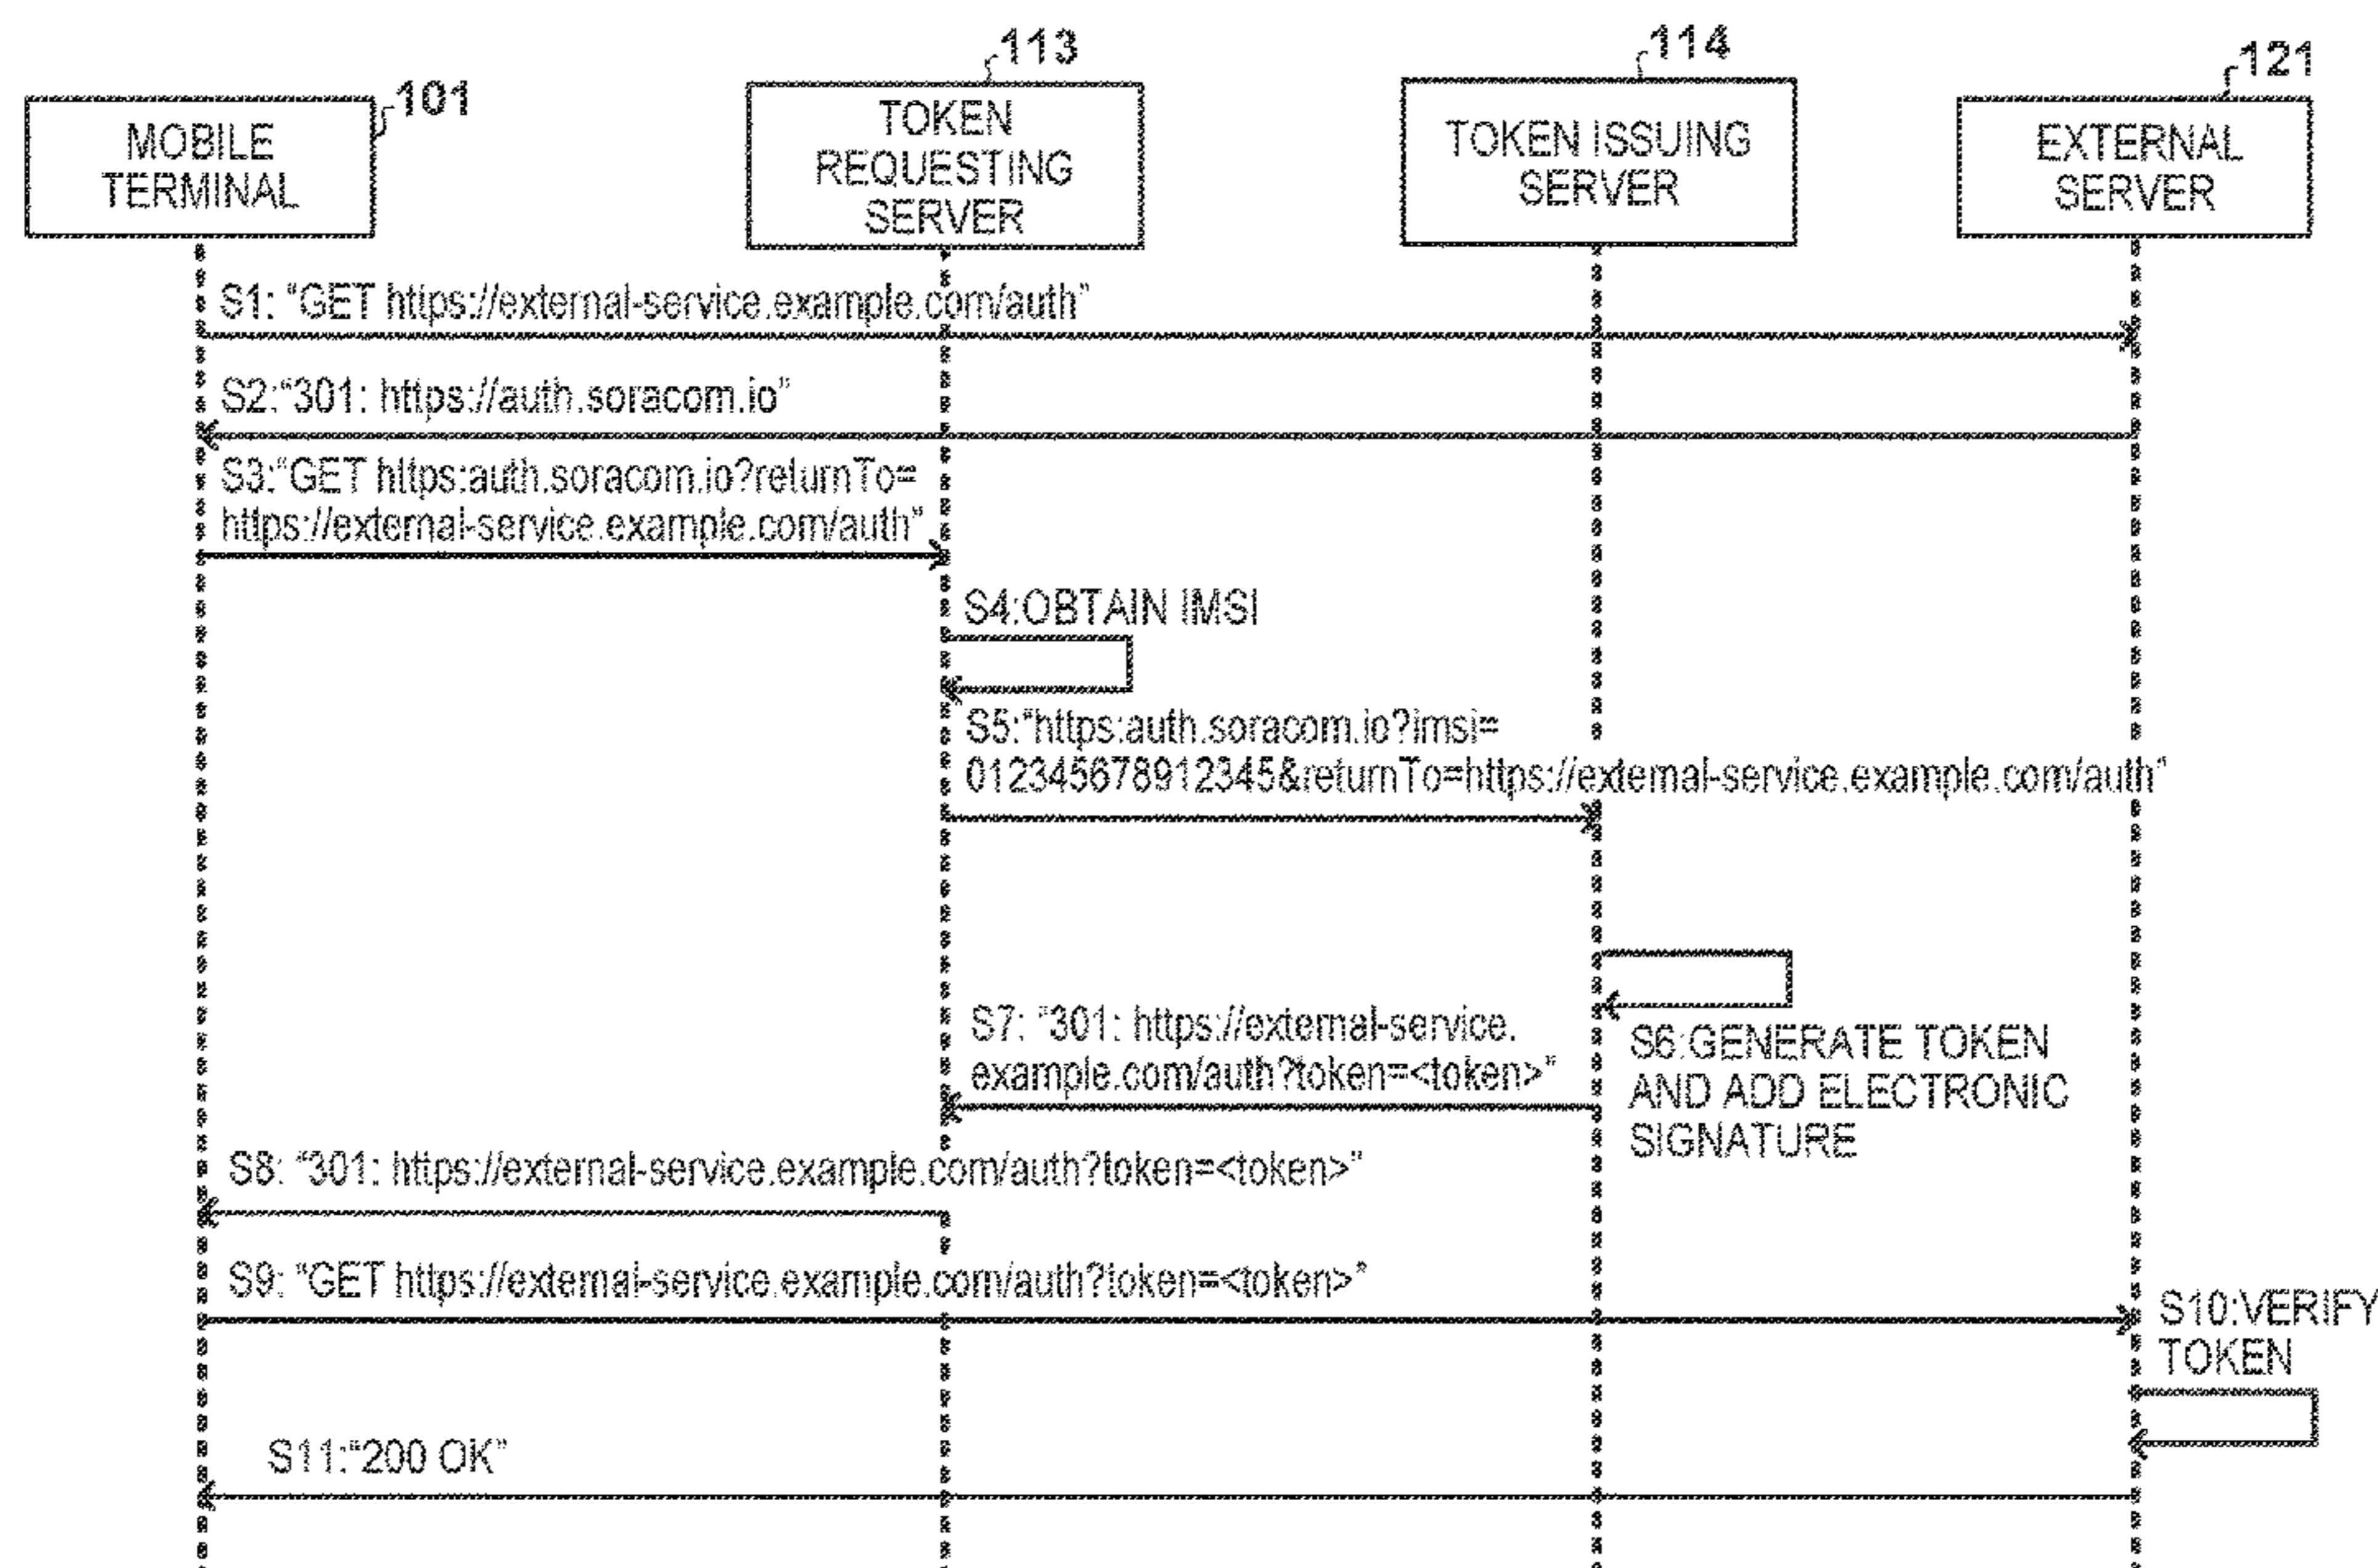 113
114
121
101
MOBILE
TERMINAL
TOKEN
REQUESTING
SERVER
TOKEN ISSUING
SERVER
EXTERNAL
SERVER
S1: "GET https://external-service.example.com/auth"
S2:"301: https://auth.soracom.io"
S3:"GET https:auth.soracom.io?returnTo=
https://external-service.example.com/auth"
S4:OBTAIN IMSI
S5:"https:auth.soracom.io?imsi=
012345678912345&returnTo=https://external-service.example.com/auth"
S6:GENERATE TOKEN
AND ADD ELECTRONIC
SIGNATURE
S7: "301: https://external-service.
example.com/auth?token=<token>"
S8: "301: https://external-service.example.com/auth?token=<token>"
S9: "GET https://external-service.example.com/auth?token=<token>"
S10:VERIFY
TOKEN
S11:"200 OK"